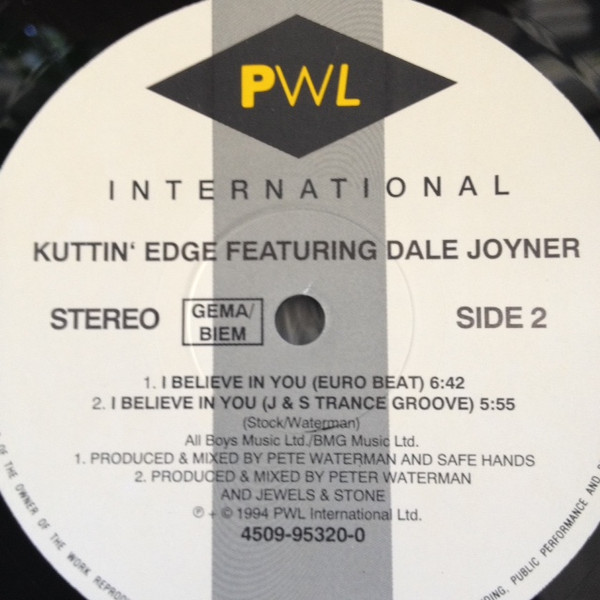 PWL
INTERNATIONAL
KUTTIN' EDGE FEATURING DALE JOYNER
STEREO
GEMA/
BIEM
SIDE 2
1. I BELIEVE IN YOU (EURO BEAT) 6:42
2. I BELIEVE IN YOU (J & S TRANCE GROOVE) 5:55
(Stock/Waterman)
All Boys Music Ltd./BMG Music Ltd.
1. PRODUCED & MIXED BY PETE WATERMAN AND SAFE HANDS
2. PRODUCED & MIXED BY PETER WATERMAN
AND JEWELS & STONE
℗ + © 1994 PWL International Ltd.
4509-95320-0
OF THE OWNER OF THE WORK
PUBLIC PERFORMANCE AND